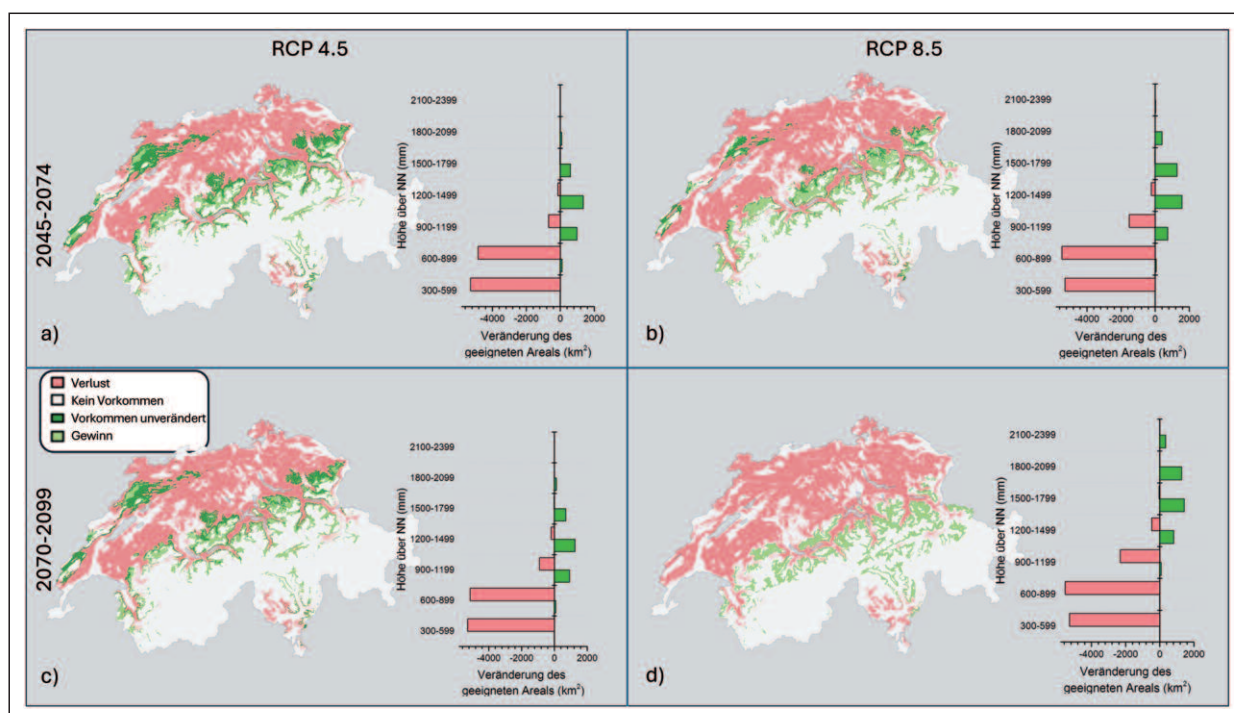 RCP 4.5
RCP 8.5
2045-2074
Höhe über NN (mm)
2100-2399
1800-2099
1500-1799
1200-1499
900-1199
600-899
300-599
-4000 -2000 0 2000
Veränderung des
geeigneten Areals (km²)
a)
Höhe über NN (mm)
2100-2399
1800-2099
1500-1799
1200-1499
900-1199
600-899
300-599
-4000 -2000 0 2000
Veränderung des
geeigneten Areals (km²)
b)
Verlust
Kein Vorkommen
Vorkommen unverändert
Gewinn
2070-2099
Höhe über NN (mm)
2100-2399
1800-2099
1500-1799
1200-1499
900-1199
600-899
300-599
-4000 -2000 0 2000
Veränderung des
geeigneten Areals (km²)
c)
Höhe über NN (mm)
2100-2399
1800-2099
1500-1799
1200-1499
900-1199
600-899
300-599
-4000 -2000 0 2000
Veränderung des
geeigneten Areals (km²)
d)